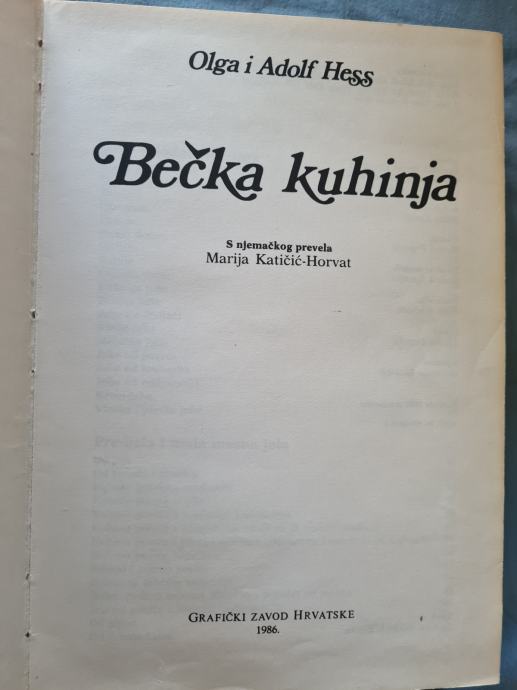 Olga i Adolf Hess
Bečka kuhinja
S njemačkog prevela
Marija Katičić-Horvat
GRAFIČKI ZAVOD HRVATSKE
1986.